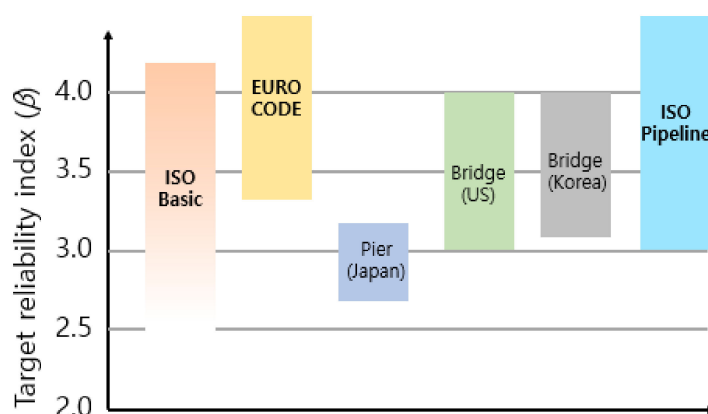 Target reliability index (β)
4.0
3.5
3.0
2.5
2.0
ISO
Basic
EURO
CODE
Pier
(Japan)
Bridge
(US)
Bridge
(Korea)
ISO
Pipeline